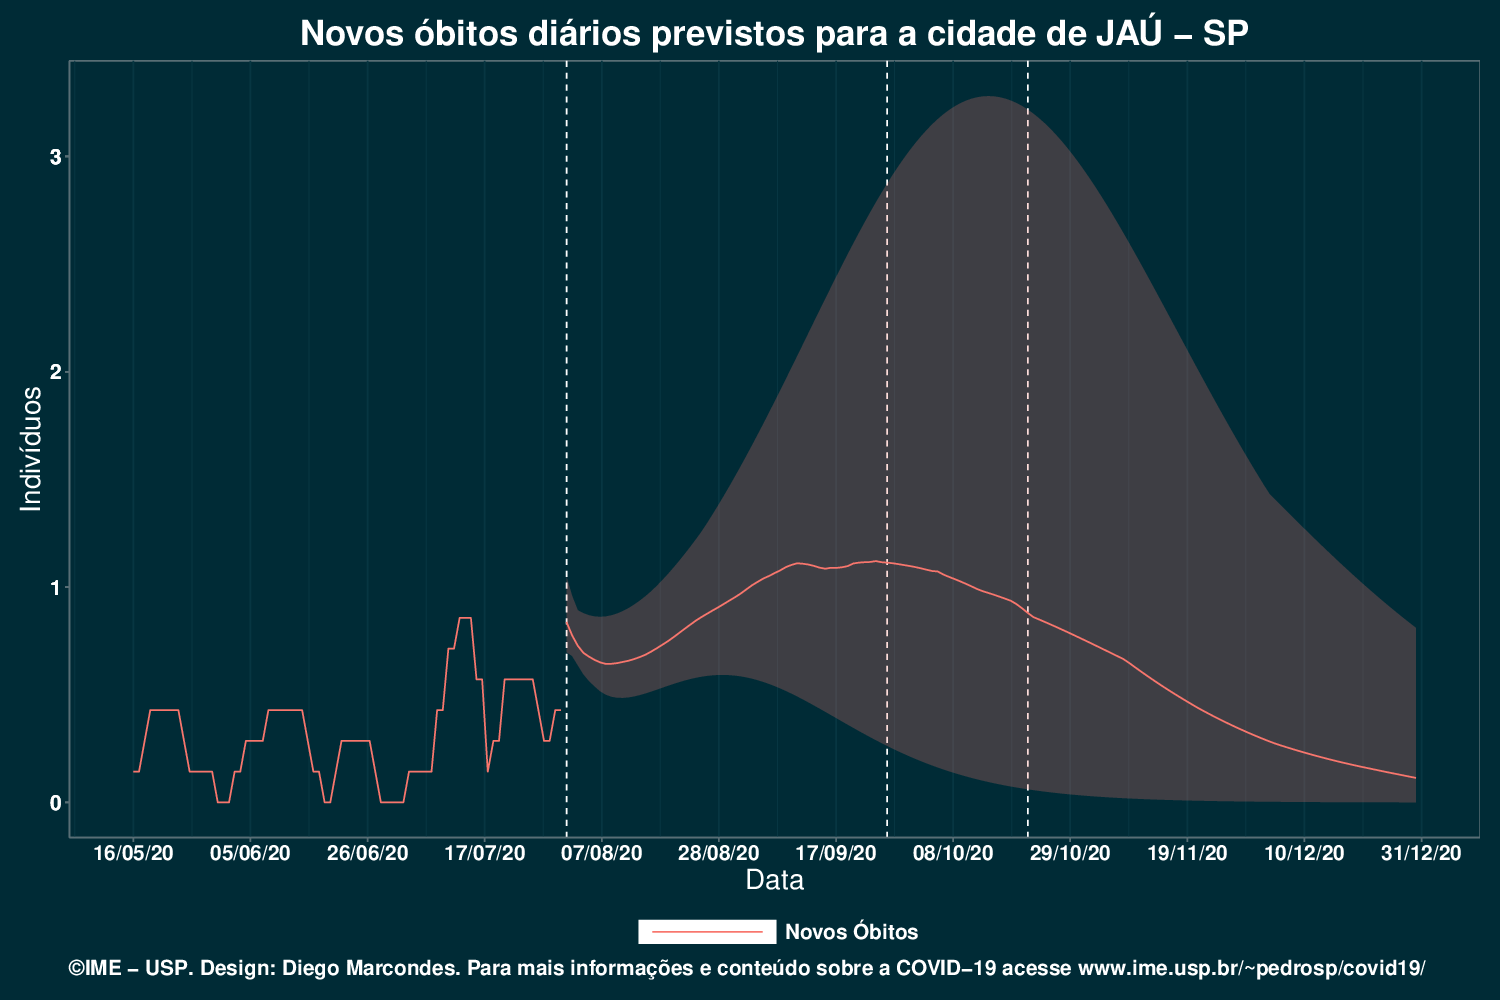 Novos óbitos diários previstos para a cidade de JAÚ – SP
3
2
1
0
Indivíduos
16/05/20 05/06/20 26/06/20 17/07/20 07/08/20 28/08/20 17/09/20 08/10/20 29/10/20 19/11/20 10/12/20 31/12/20
Data
Novos Óbitos
©IME – USP. Design: Diego Marcondes. Para mais informações e conteúdo sobre a COVID–19 acesse www.ime.usp.br/~pedrosp/covid19/